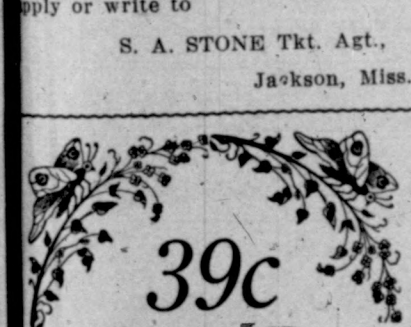 pply or write to
S. A. STONE Tkt. Agt.,
Jackson, Miss.
39c